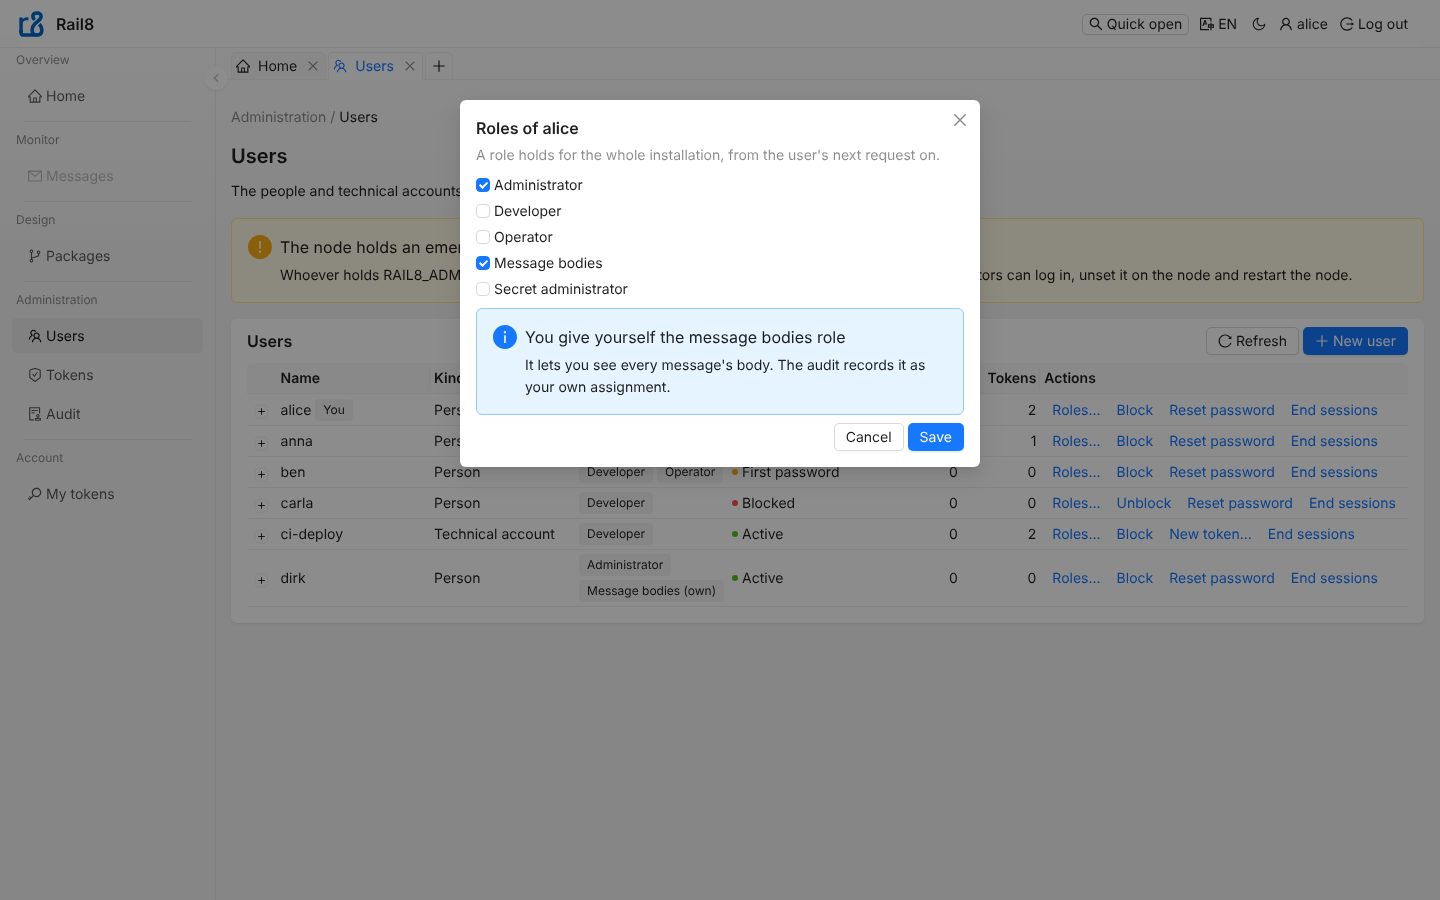 Rail8
Quick open
EN
alice
Log out
Overview
Home
Monitor
Messages
Design
Packages
Administration
Users
Tokens
Audit
Account
My tokens
Home
Users
Administration / Users
Users
The people and technical accounts
The node holds an
Whoever holds
tors can log in, unset it on the node and restart the node.
Users
Refresh
New user
Name
Tokens
Actions
alice You
2
Roles... Block Reset password End sessions
anna
1
Roles... Block Reset password End sessions
ben Person Developer Operator First password 0 0 Roles... Block Reset password End sessions
carla Person Developer Blocked 0 0 Roles... Unblock Reset password End sessions
ci-deploy Technical account Developer Active 0 2 Roles... Block New token... End sessions
dirk Person Administrator Message bodies (own) Active 0 0 Roles... Block Reset password End sessions
Roles of alice
A role holds for the whole installation, from the user's next request on.
Administrator
Developer
Operator
Message bodies
Secret administrator
You give yourself the message bodies role
It lets you see every message's body. The audit records it as
your own assignment.
Cancel
Save